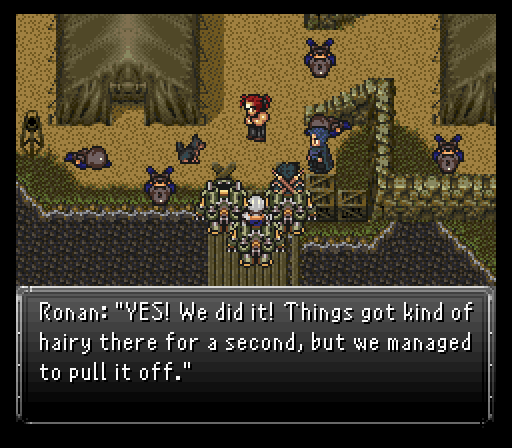 Ronan: "YES! We did it! Things got kind of
hairy there for a second, but we managed
to pull it off."